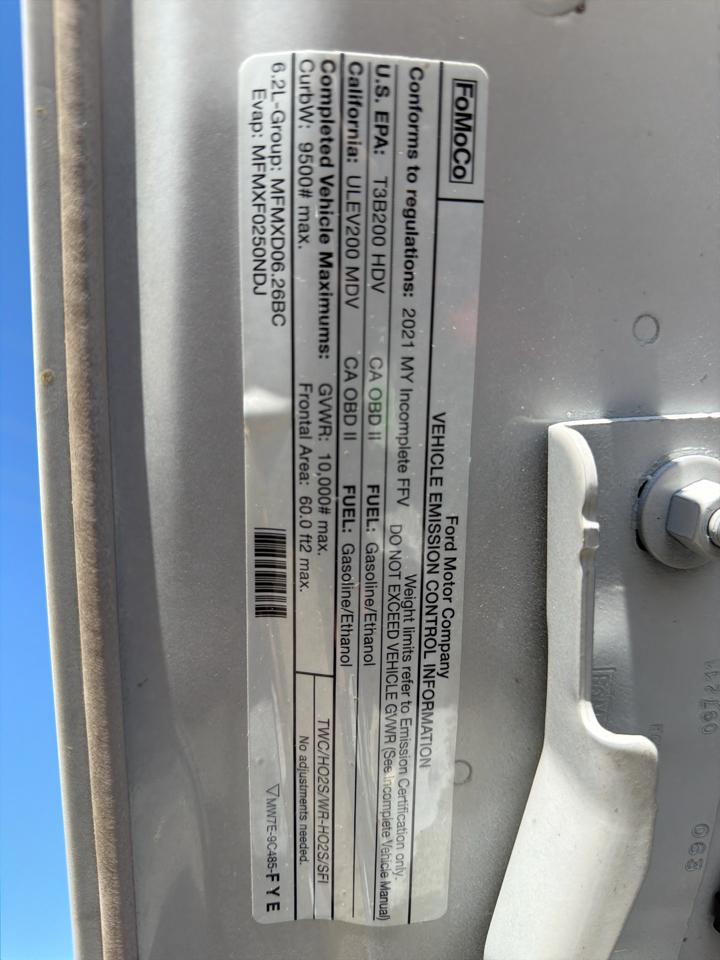 FoMoCo
Ford Motor Company
VEHICLE EMISSION CONTROL INFORMATION
Conforms to regulations: 2021 MY Incomplete FFV
Weight limits refer to Emission Certification only.
DO NOT EXCEED VEHICLE GVWR (See Incomplete Vehicle Manual)
U.S. EPA: T3B200 HDV CA OBD II FUEL: Gasoline/Ethanol
California: ULEV200 MDV CA OBD II FUEL: Gasoline/Ethanol
Completed Vehicle Maximums: GVWR: 10,000# max.
CurbW: 9500# max. Frontal Area: 60.0 ft2 max.
TWC/HO2S/WR-HO2S/SFI
No adjustments needed.
6.2L-Group: MFMXD06.26BC
Evap: MFMXF0250NDJ
MW7E-9C485-FYE
063